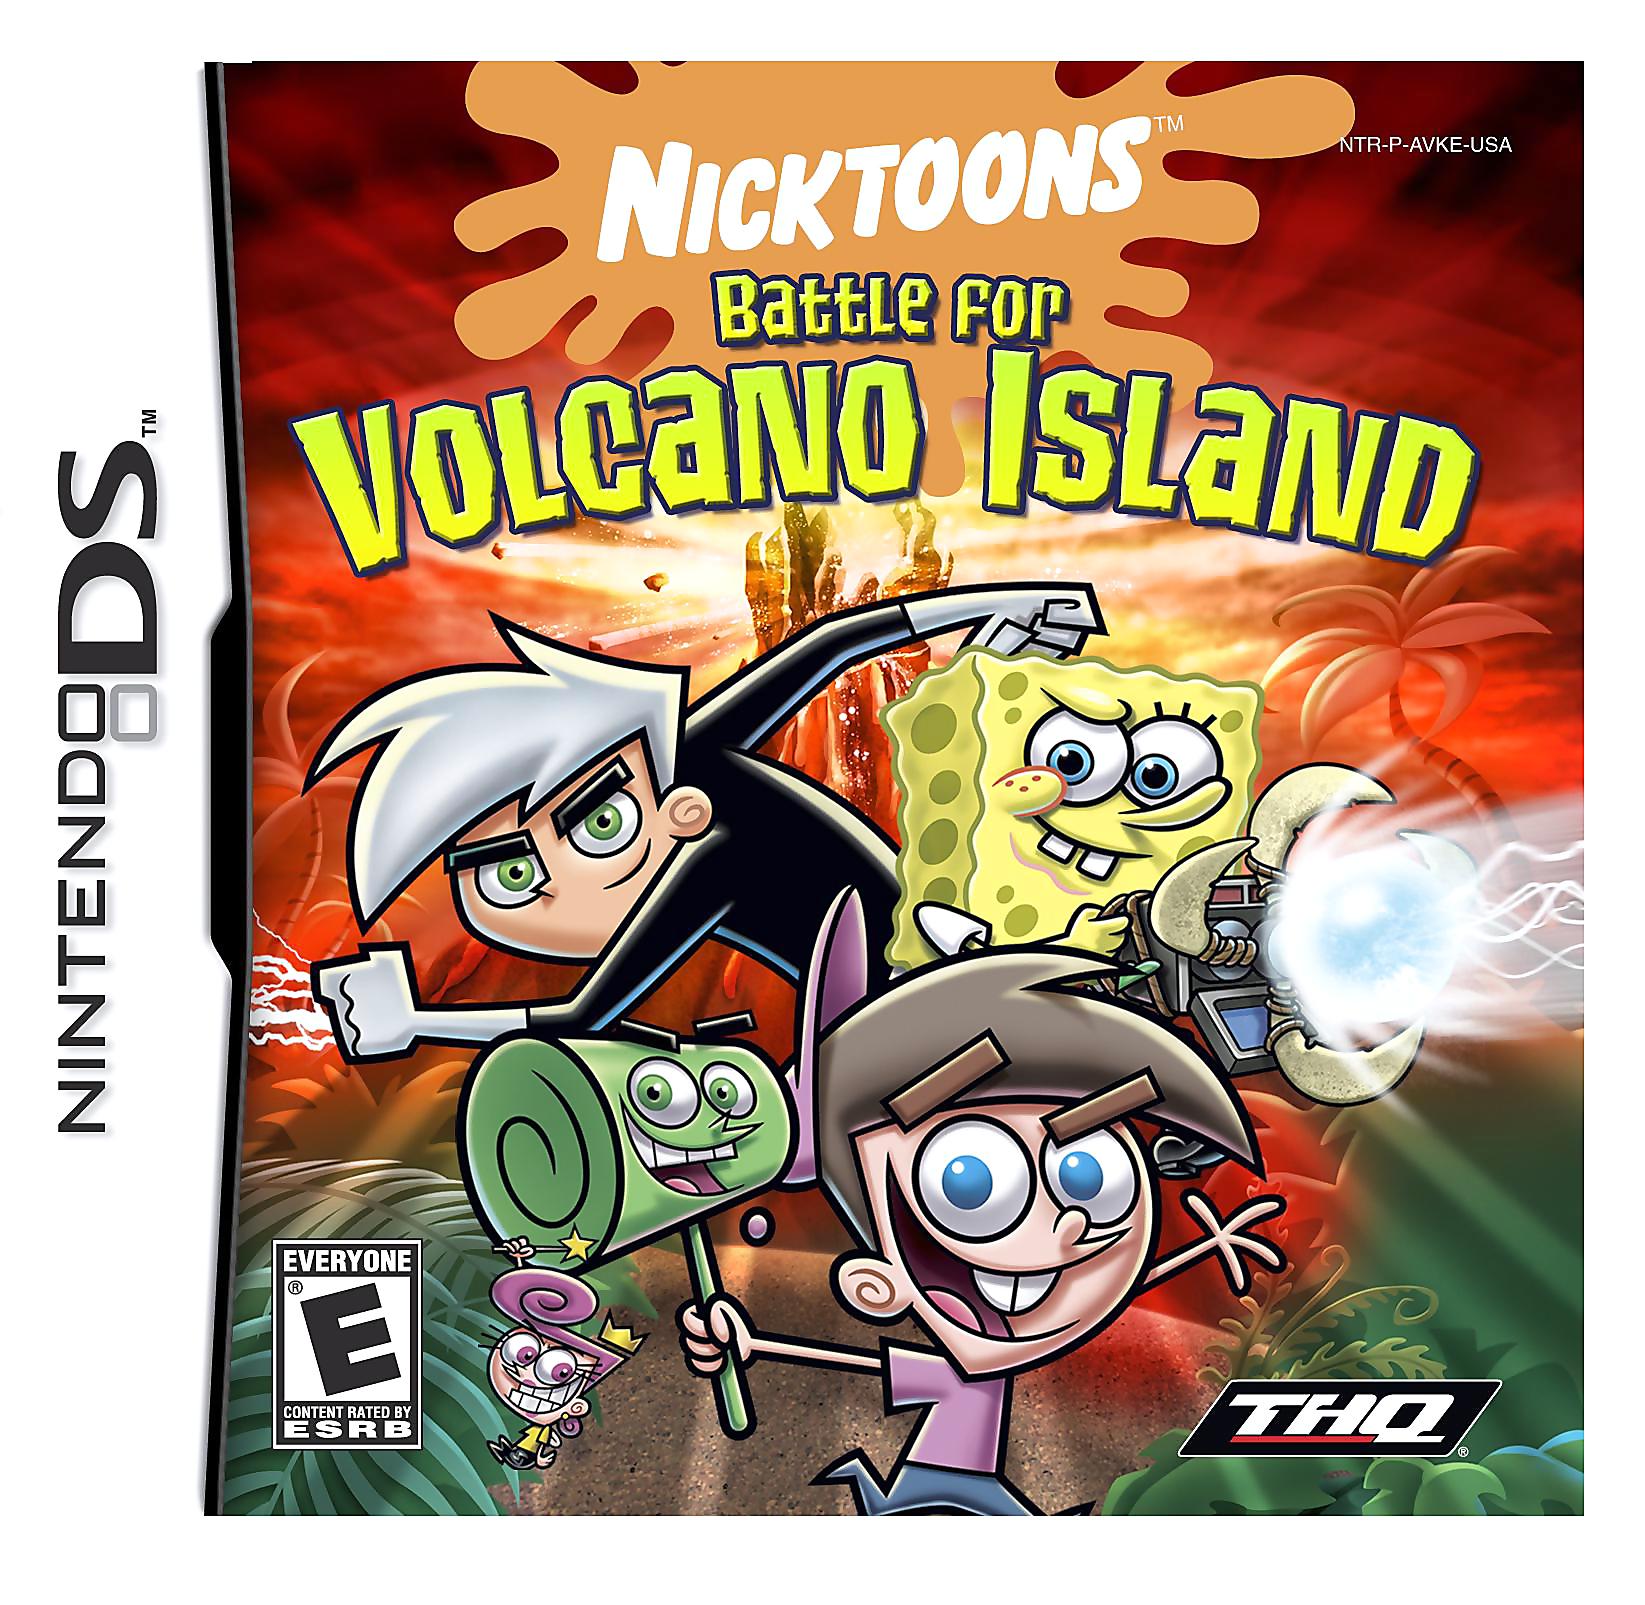 NICKTOONS™
NTR-P-AVKE-USA
BATTLE FOR
VOLCANO ISLAND
NINTENDO DS™
EVERYONE
®
E
CONTENT RATED BY
ESRB
THQ®